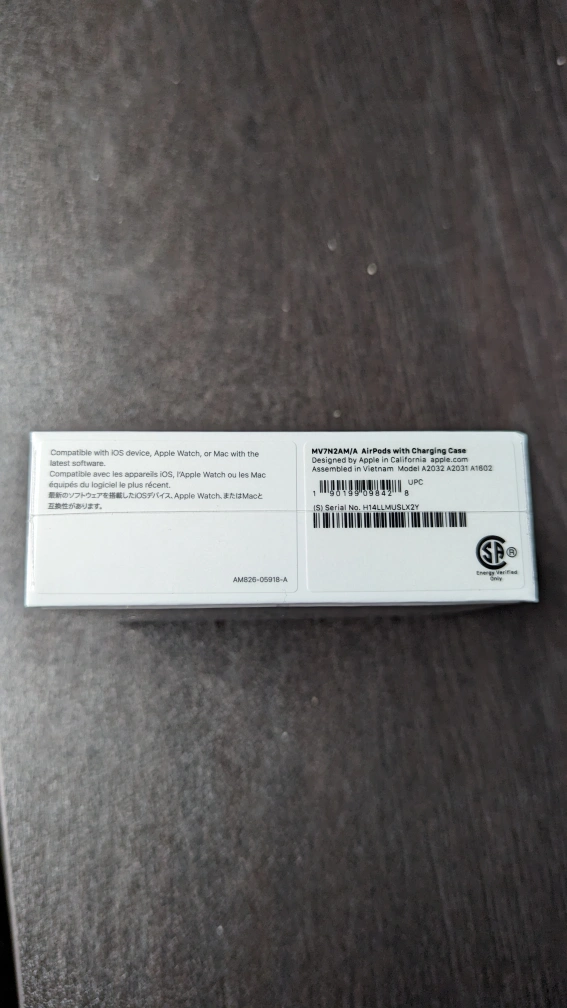 Compatible with iOS device, Apple Watch, or Mac with the
latest software.
Compatible avec les appareils iOS, l'Apple Watch ou les Mac
équipés du logiciel le plus récent.
最新のソフトウェアを搭載したiOSデバイス、Apple Watch、またはMacと
互換性があります。
AM826-05918-A
MV7N2AM/A AirPods with Charging Case
Designed by Apple in California apple.com
Assembled in Vietnam Model A2032 A2031 A1602
UPC
1 90199 09842 8
(S) Serial No. H14LLMUSLX2Y
CSA ®
Energy Verified
Only.